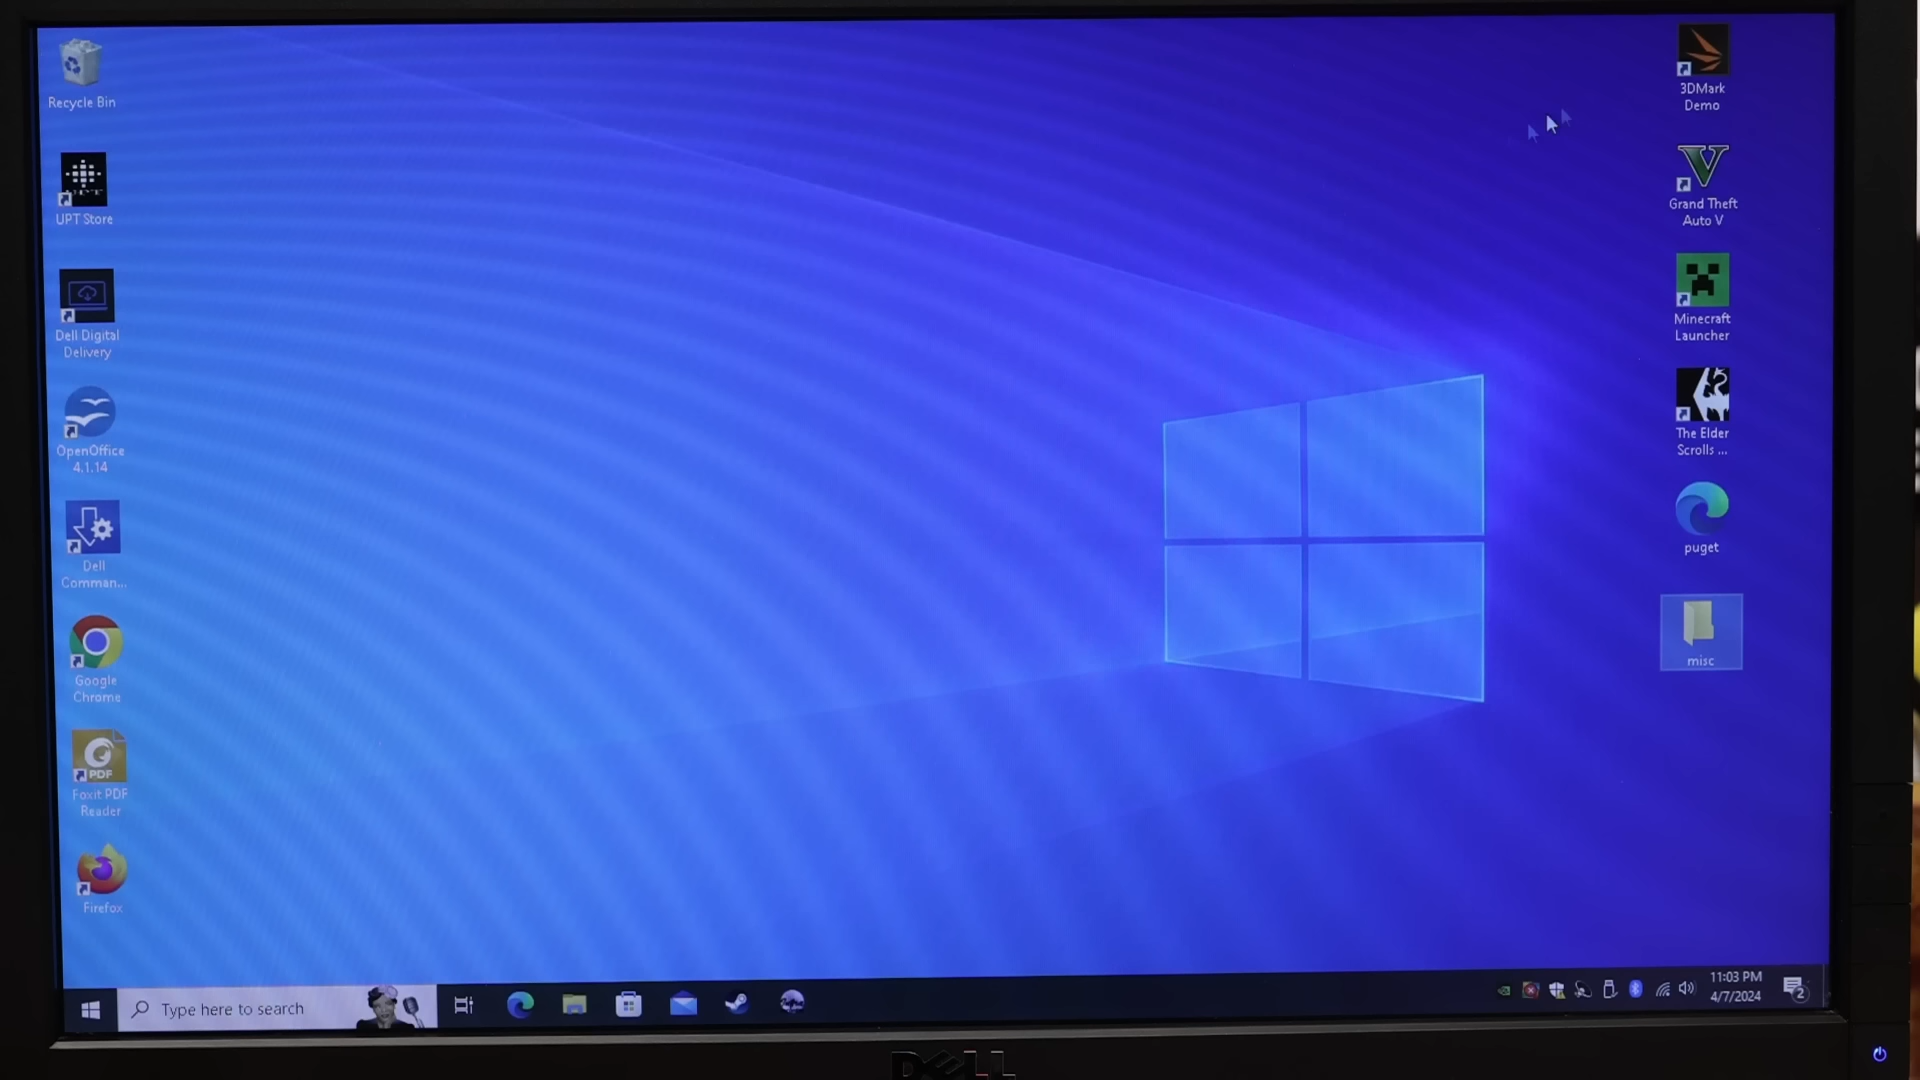 Recycle Bin
UPT Store
Dell Digital
Delivery
OpenOffice
4.1.14
Dell
Comman...
Google
Chrome
PDF
Foxit PDF
Reader
Firefox
3DMark
Demo
V
Grand Theft
Auto V
Minecraft
Launcher
The Elder
Scrolls ...
puget
misc
Type here to search
11:03 PM
4/7/2024
2
DELL